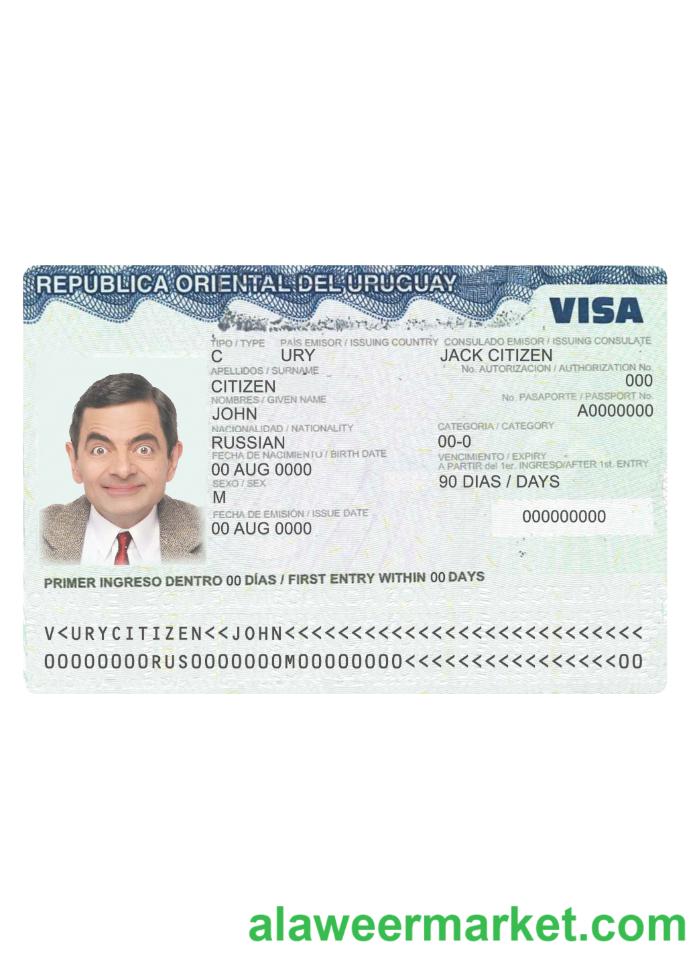 REPÚBLICA ORIENTAL DEL URUGUAY
VISA
TIPO / TYPE PAÍS EMISOR / ISSUING COUNTRY CONSULADO EMISOR / ISSUING CONSULATE
C URY JACK CITIZEN
APELLIDOS / SURNAME No. AUTORIZACION / AUTHORIZATION No.
CITIZEN 000
NOMBRES / GIVEN NAME No. PASAPORTE / PASSPORT No.
JOHN A0000000
NACIONALIDAD / NATIONALITY CATEGORIA / CATEGORY
RUSSIAN 00-0
FECHA DE NACIMIENTO / BIRTH DATE VENCIMIENTO / EXPIRY
A PARTIR del 1er. INGRESO/AFTER 1st. ENTRY
00 AUG 0000 90 DIAS / DAYS
SEXO / SEX
M
FECHA DE EMISIÓN / ISSUE DATE 000000000
00 AUG 0000
PRIMER INGRESO DENTRO 00 DÍAS / FIRST ENTRY WITHIN 00 DAYS
V<URYCITIZEN<<JOHN<<<<<<<<<<<<<<<<<<<<<<<<<<
00000000RUS0000000M00000000<<<<<<<<<<<<<<<<00
alaweermarket.com